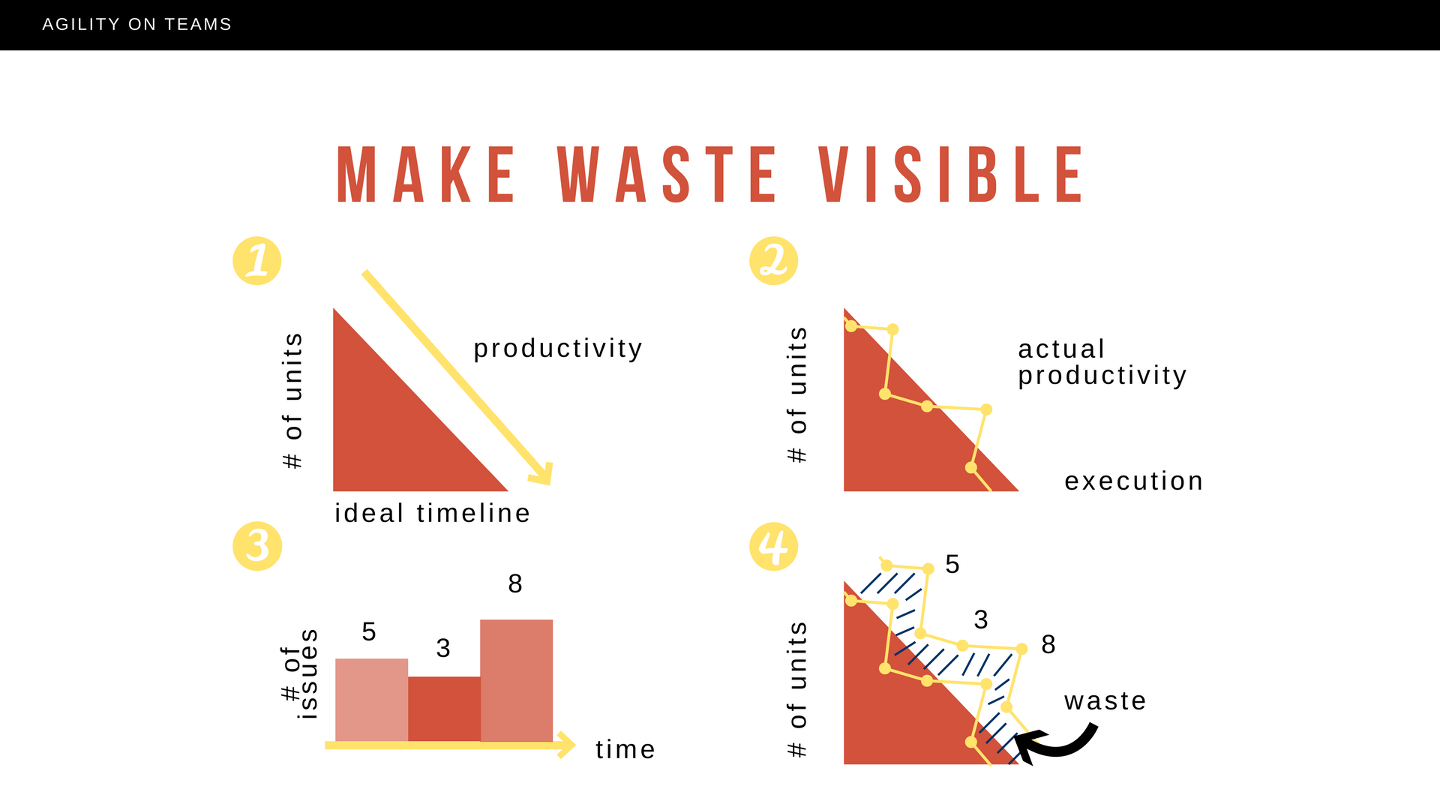 AGILITY ON TEAMS
MAKE WASTE VISIBLE
1
# of units
productivity
ideal timeline
2
# of units
actual
productivity
execution
3
# of
issues
5
3
8
time
4
# of units
5
3
8
waste